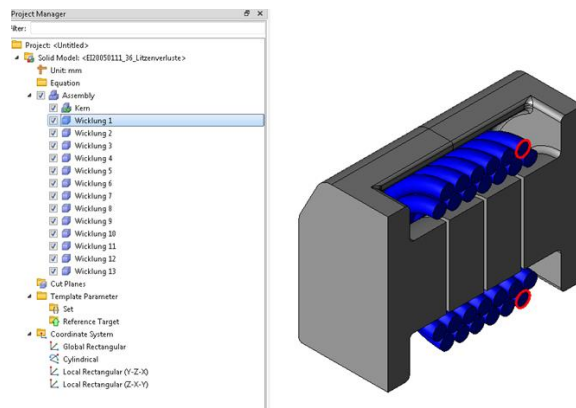 Project Manager
Filter:
Project: <Untitled>
Solid Model: <EI20050111_36_Litzenverluste>
Unit: mm
Equation
Assembly
Kern
Wicklung 1
Wicklung 2
Wicklung 3
Wicklung 4
Wicklung 5
Wicklung 6
Wicklung 7
Wicklung 8
Wicklung 9
Wicklung 10
Wicklung 11
Wicklung 12
Wicklung 13
Cut Planes
Template Parameter
Set
Reference Target
Coordinate System
Global Rectangular
Cylindrical
Local Rectangular (Y-Z-X)
Local Rectangular (Z-X-Y)